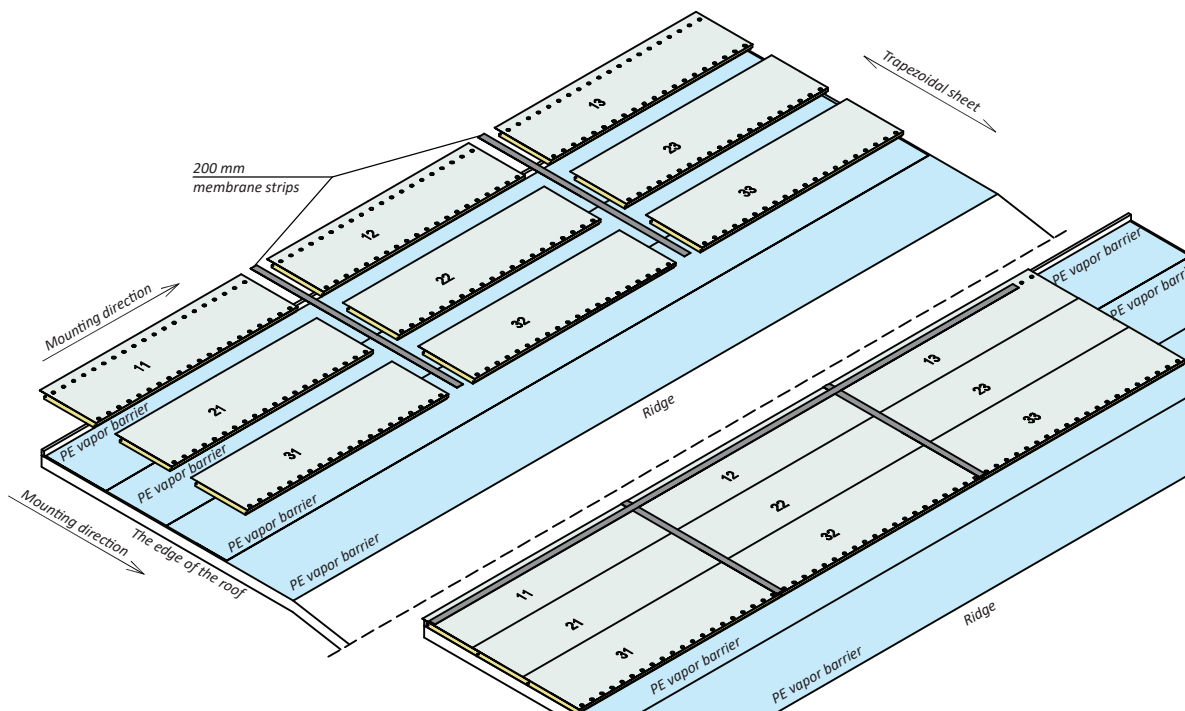 Trapezoidal sheet
13
23
33
200 mm
membrane strips
12
22
32
Mounting direction
11
21
31
PE vapor barrier
PE vapor barrier
PE vapor barrier
PE vapor barrier
Mounting direction
The edge of the roof
Ridge
PE vapor barrier
PE vapor barrier
13
23
33
12
22
32
11
21
31
PE vapor barrier
PE vapor barrier
Ridge